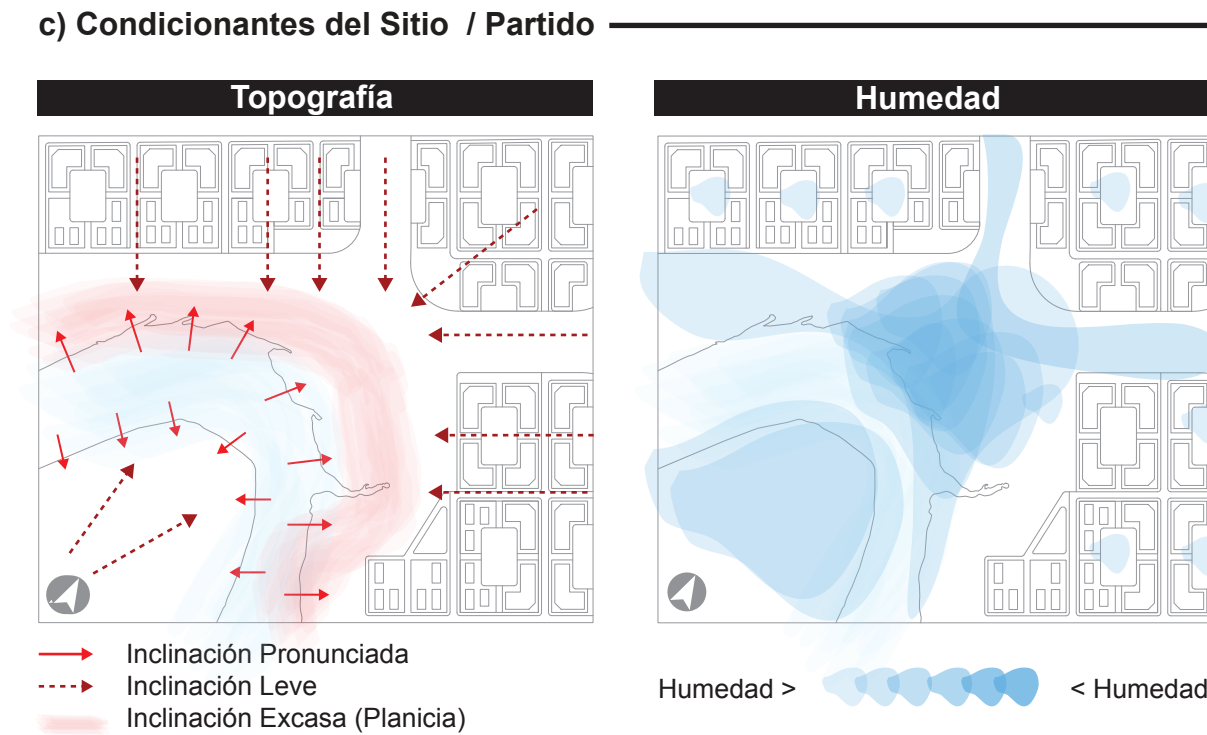 c) Condicionantes del Sitio / Partido
Topografía
Humedad
Inclinación Pronunciada
Inclinación Leve
Inclinación Excasa (Planicia)
Humedad >
< Humedad